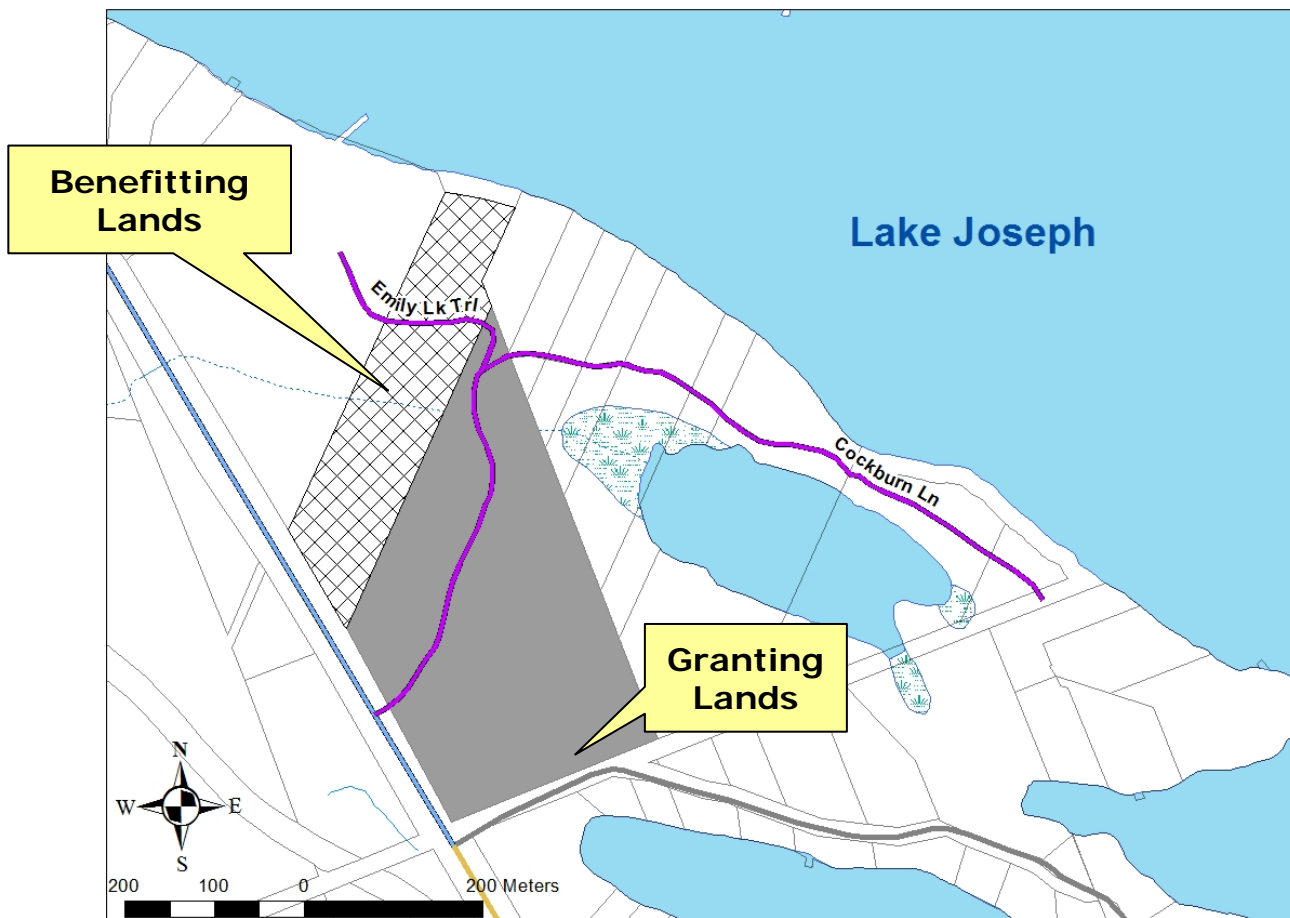 Benefitting
Lands
Lake Joseph
Emily Lk Trl
Cockburn Ln
Granting
Lands
N
W
E
S
200 100 0 200 Meters